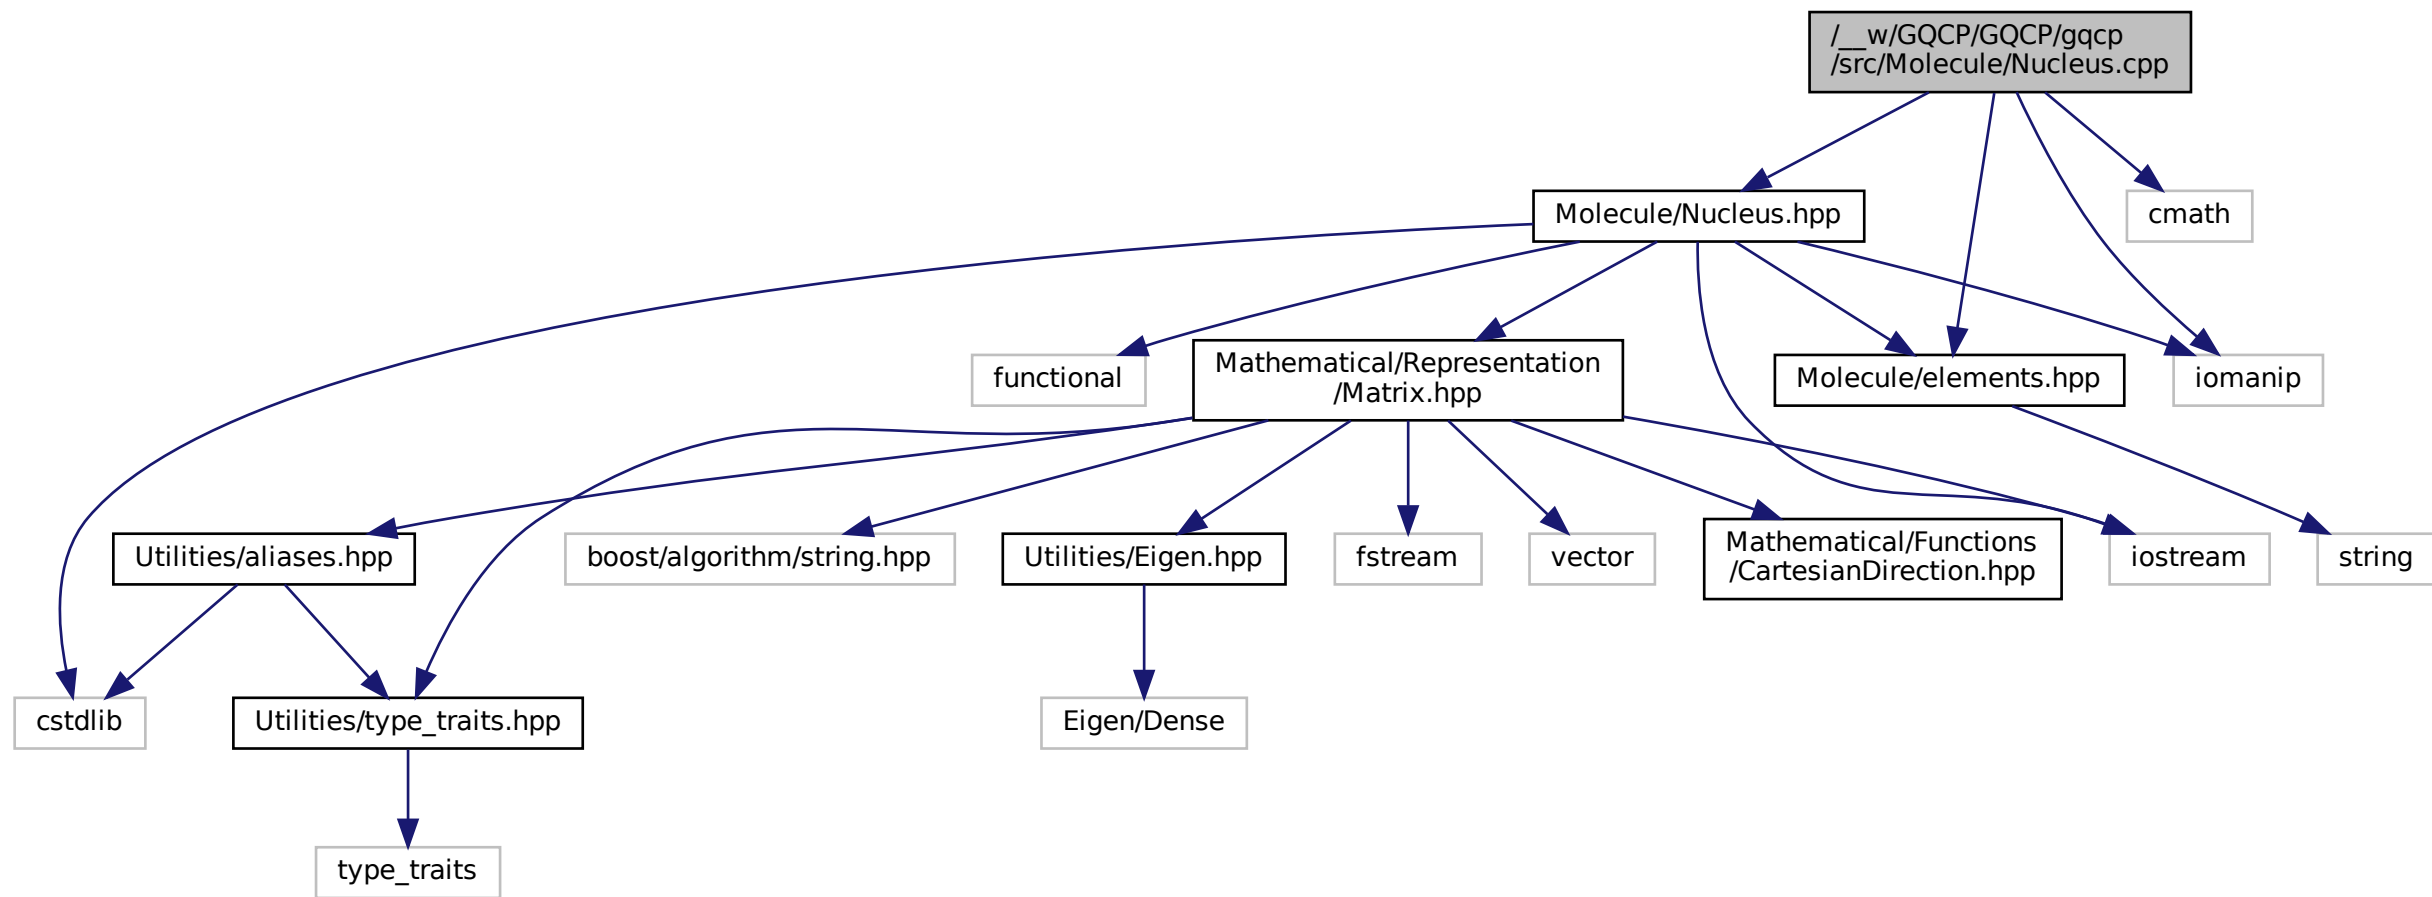 /__w/GQCP/GQCP/gqcp
/src/Molecule/Nucleus.cpp
Molecule/Nucleus.hpp
cmath
functional
Mathematical/Representation
/Matrix.hpp
Molecule/elements.hpp
iomanip
Utilities/aliases.hpp
boost/algorithm/string.hpp
Utilities/Eigen.hpp
fstream
vector
Mathematical/Functions
/CartesianDirection.hpp
iostream
string
cstdlib
Utilities/type_traits.hpp
Eigen/Dense
type_traits